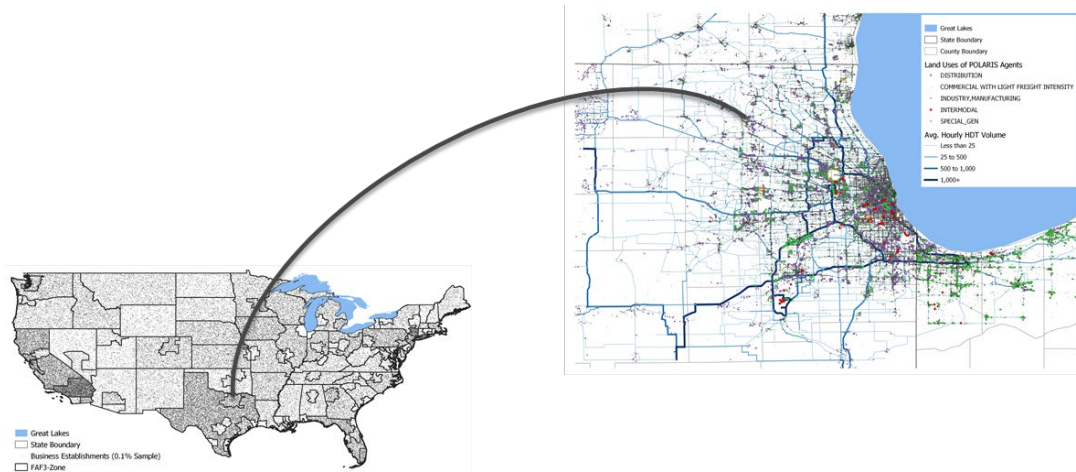 Great Lakes
State Boundary
County Boundary
Land Uses of POLARIS Agents
DISTRIBUTION
COMMERCIAL WITH LIGHT FREIGHT INTENSITY
INDUSTRY,MANUFACTURING
INTERMODAL
SPECIAL_GEN
Avg. Hourly HDT Volume
Less than 25
25 to 500
500 to 1,000
1,000+
Great Lakes
State Boundary
Business Establishments (0.1% Sample)
FAF3-Zone